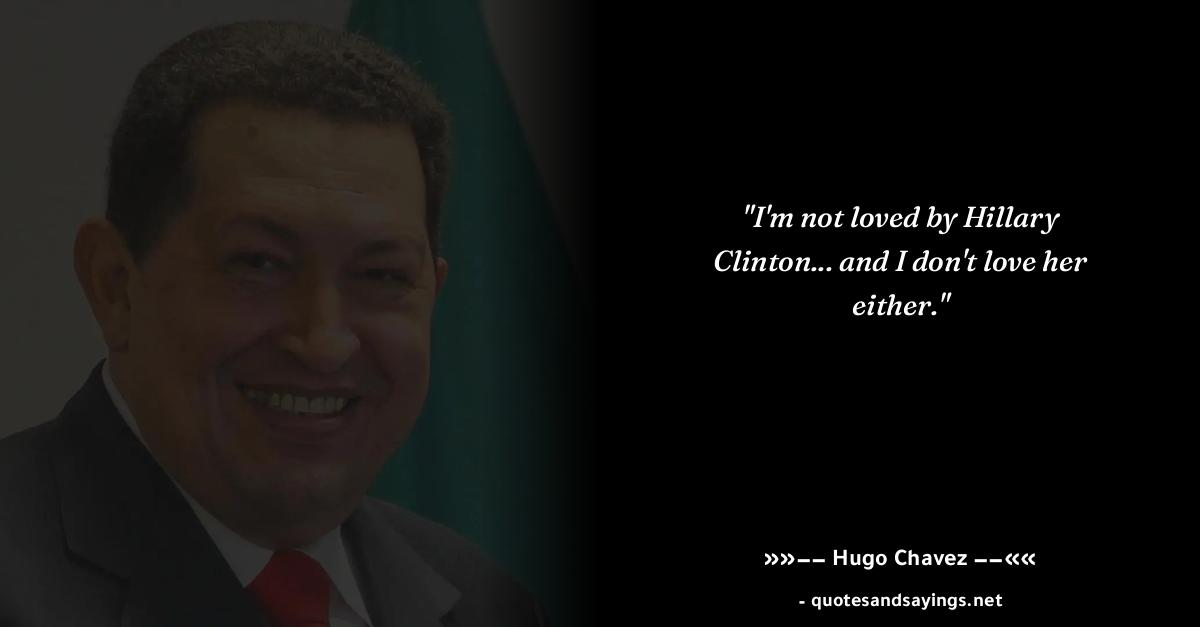 "I'm not loved by Hillary
Clinton... and I don't love her
either."
»»—— Hugo Chavez ——««
- quotesandsayings.net